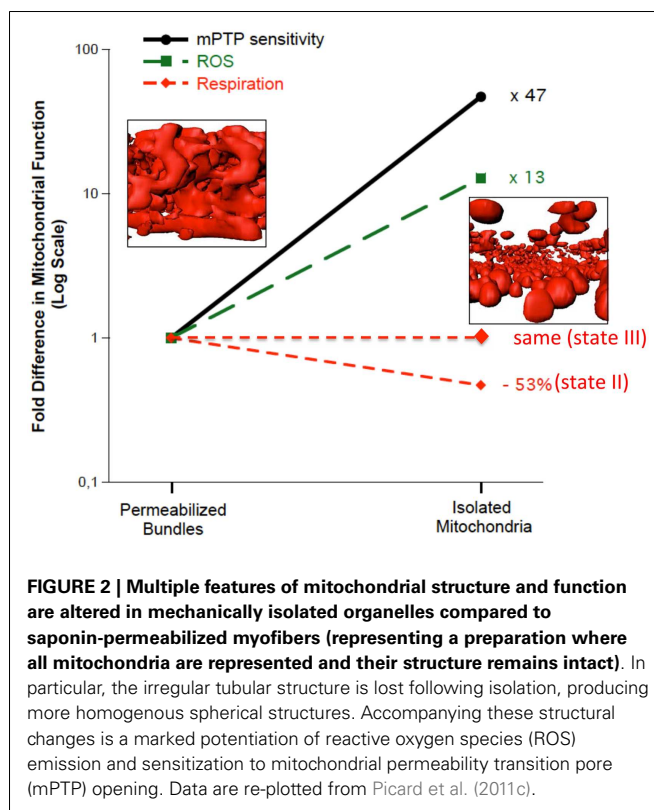 mPTP sensitivity
ROS
Respiration
100
10
1
0,1
Fold Difference in Mitochondrial Function
(Log Scale)
x 47
x 13
same (state III)
- 53% (state II)
Permeabilized
Bundles
Isolated
Mitochondria
FIGURE 2 | Multiple features of mitochondrial structure and function
are altered in mechanically isolated organelles compared to
saponin-permeabilized myofibers (representing a preparation where
all mitochondria are represented and their structure remains intact). In
particular, the irregular tubular structure is lost following isolation, producing
more homogenous spherical structures. Accompanying these structural
changes is a marked potentiation of reactive oxygen species (ROS)
emission and sensitization to mitochondrial permeability transition pore
(mPTP) opening. Data are re-plotted from Picard et al. (2011c).